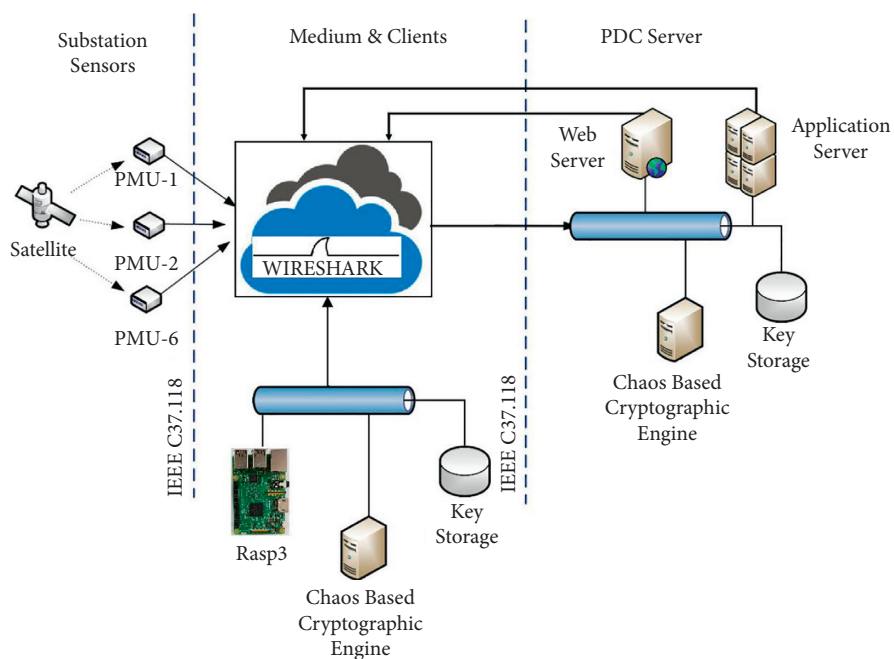 Substation
Sensors
Medium & Clients
PDC Server
Satellite
PMU-1
PMU-2
PMU-6
WIRESHARK
Web
Server
Application
Server
IEEE C37.118
IEEE C37.118
Rasp3
Chaos Based
Cryptographic
Engine
Key
Storage
Chaos Based
Cryptographic
Engine
Key
Storage